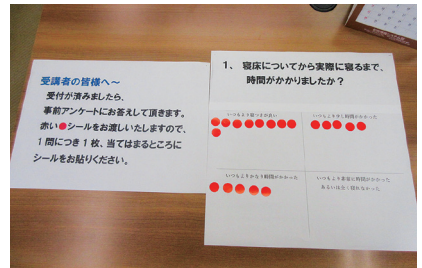 受講者の皆様へ～
受付が済みましたら、
事前アンケートにお答えして頂きます。
赤い●シールをお渡しいたしますので、
1問につき1枚、当てはまるところに
シールをお貼りください。
1、寝床についてから実際に寝るまで、
時間がかかりましたか？
いつもより寝つきが良い
いつもより少し時間がかかった
いつもよりかなり時間がかかった
いつもより非常に時間がかかった
あるいは全く眠れなかった